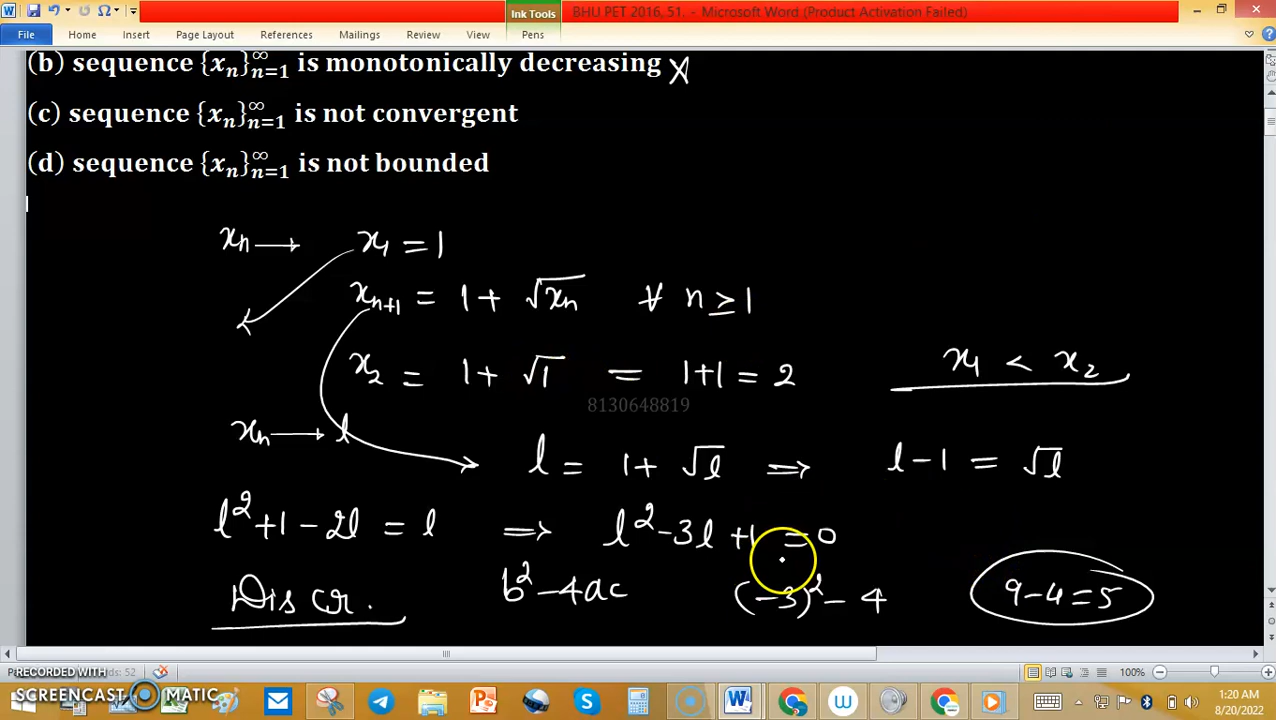 Ink Tools BHU PET 2016, 51. - Microsoft Word (Product Activation Failed)
File Home Insert Page Layout References Mailings Review View Pens
(b) sequence {xₙ}ₙ₌₁^∞ is monotonically decreasing X
(c) sequence {xₙ}ₙ₌₁^∞ is not convergent
(d) sequence {xₙ}ₙ₌₁^∞ is not bounded
xₙ → x₁ = 1
xₙ₊₁ = 1 + √xₙ ∀ n ≥ 1
x₂ = 1 + √1 = 1+1 = 2 x₁ < x₂
8130648819
xₙ → l
l = 1 + √l ⇒ l - 1 = √l
l² + 1 - 2l = l ⇒ l² - 3l + 1 = 0
Discr. b² - 4ac (-3)² - 4 9 - 4 = 5
RECORDED WITH ds: 52 100%
SCREENCAST MATIC
1:20 AM
8/20/2022